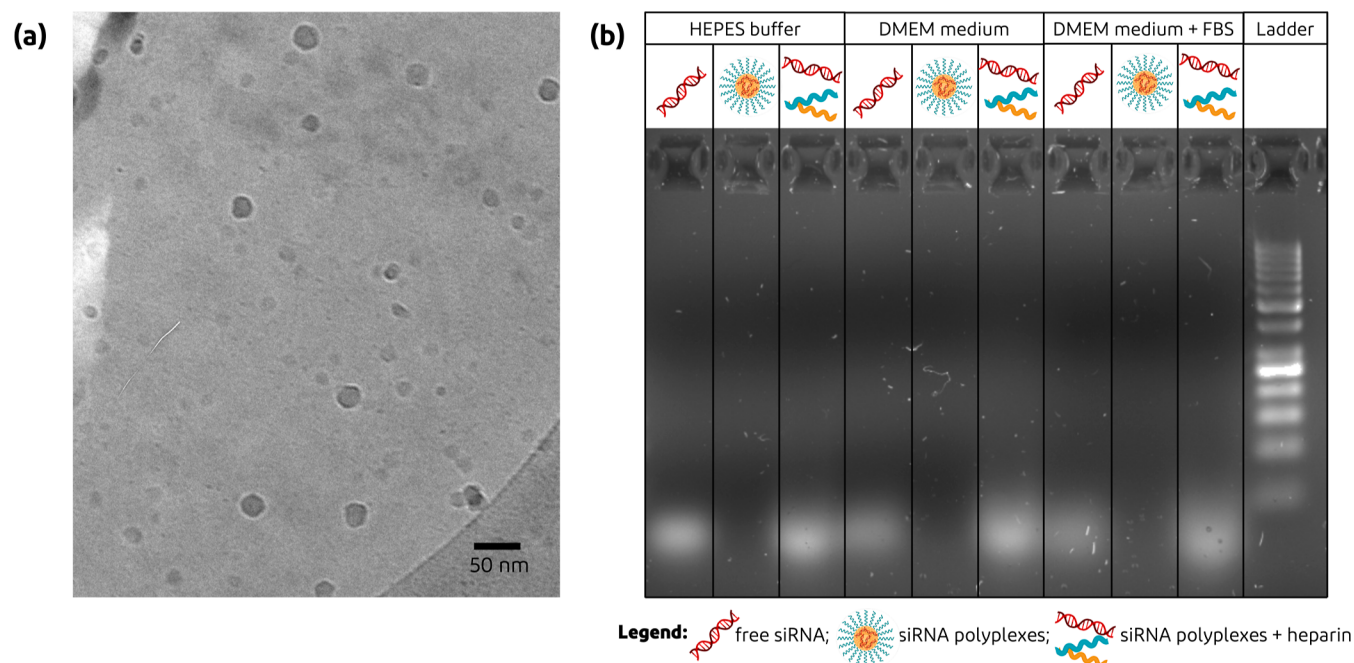 (a)
50 nm
(b)
HEPES buffer
DMEM medium
DMEM medium + FBS
Ladder
Legend: free siRNA; siRNA polyplexes; siRNA polyplexes + heparin